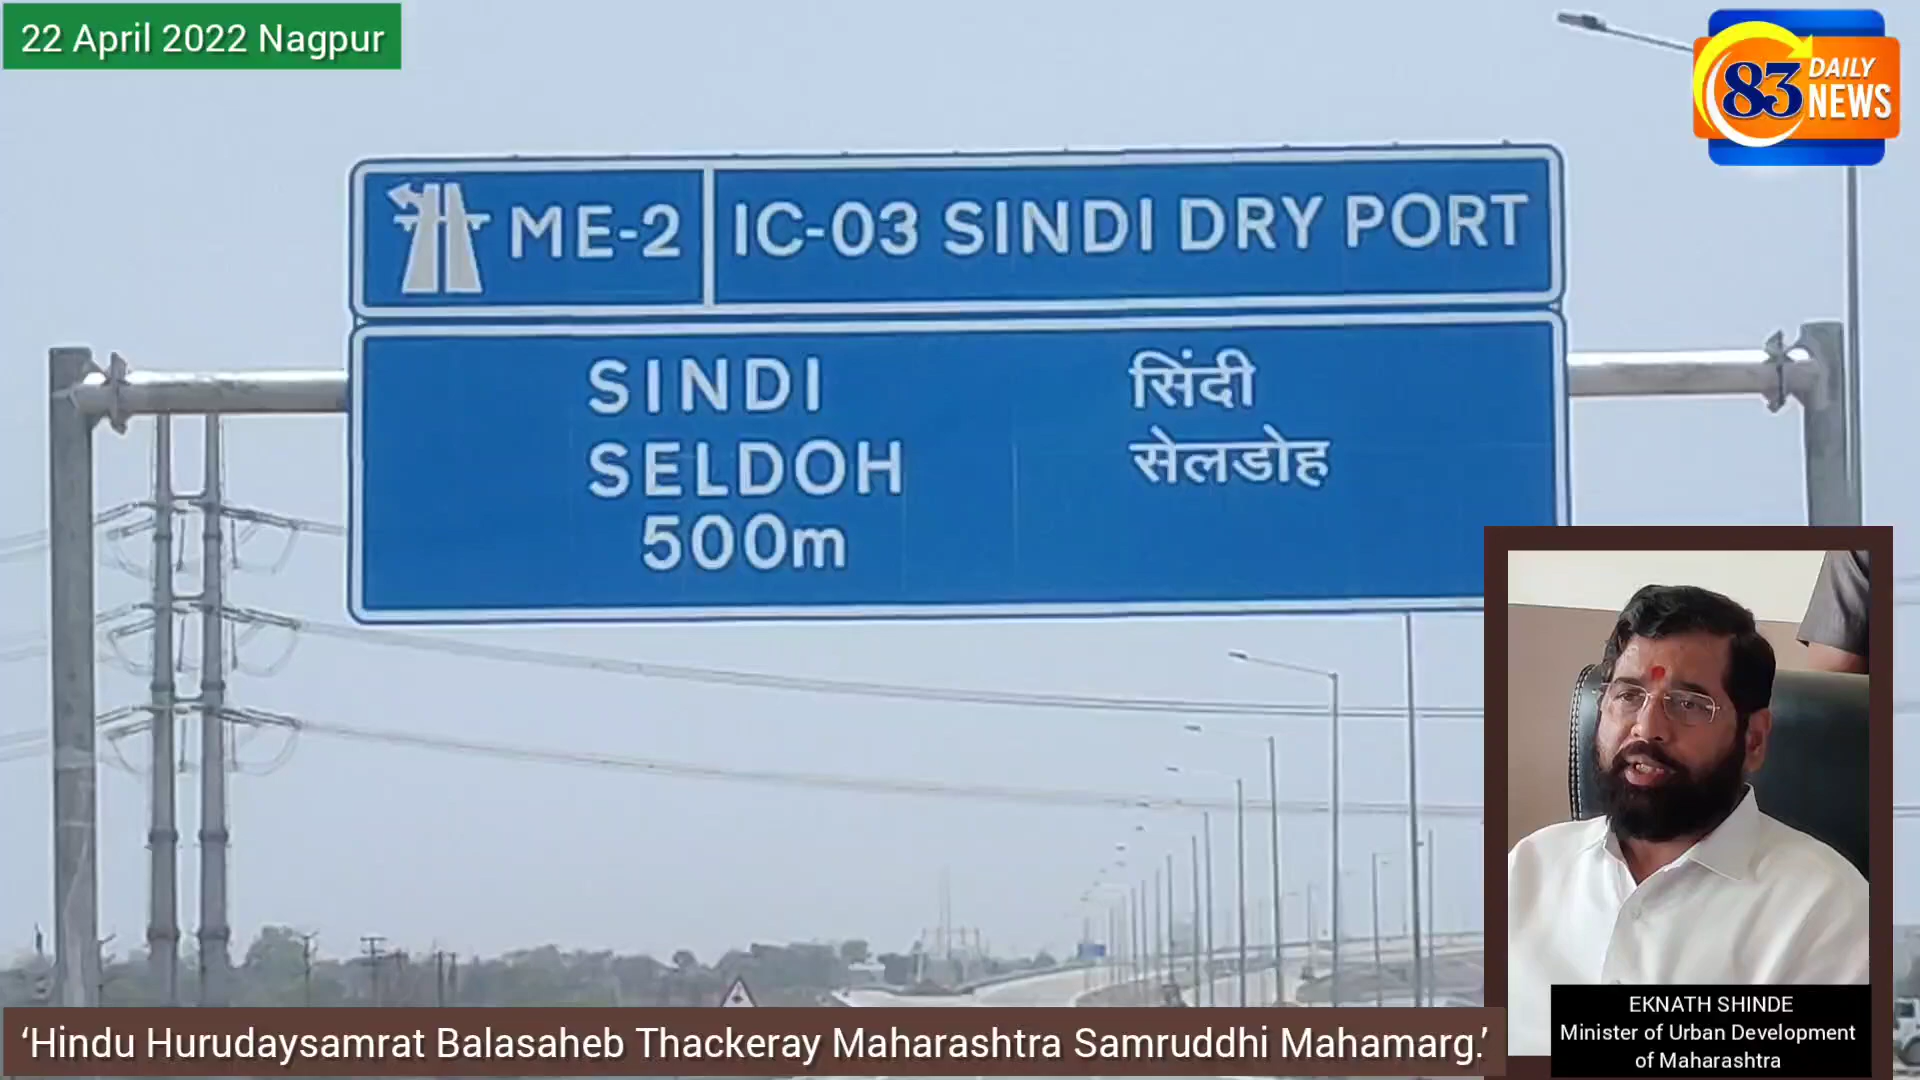 22 April 2022 Nagpur
83 DAILY NEWS
ME-2
IC-03 SINDI DRY PORT
SINDI
सिंदी
SELDOH
सेलडोह
500m
EKNATH SHINDE
Minister of Urban Development
of Maharashtra
‘Hindu Hurudaysamrat Balasaheb Thackeray Maharashtra Samruddhi Mahamarg.’